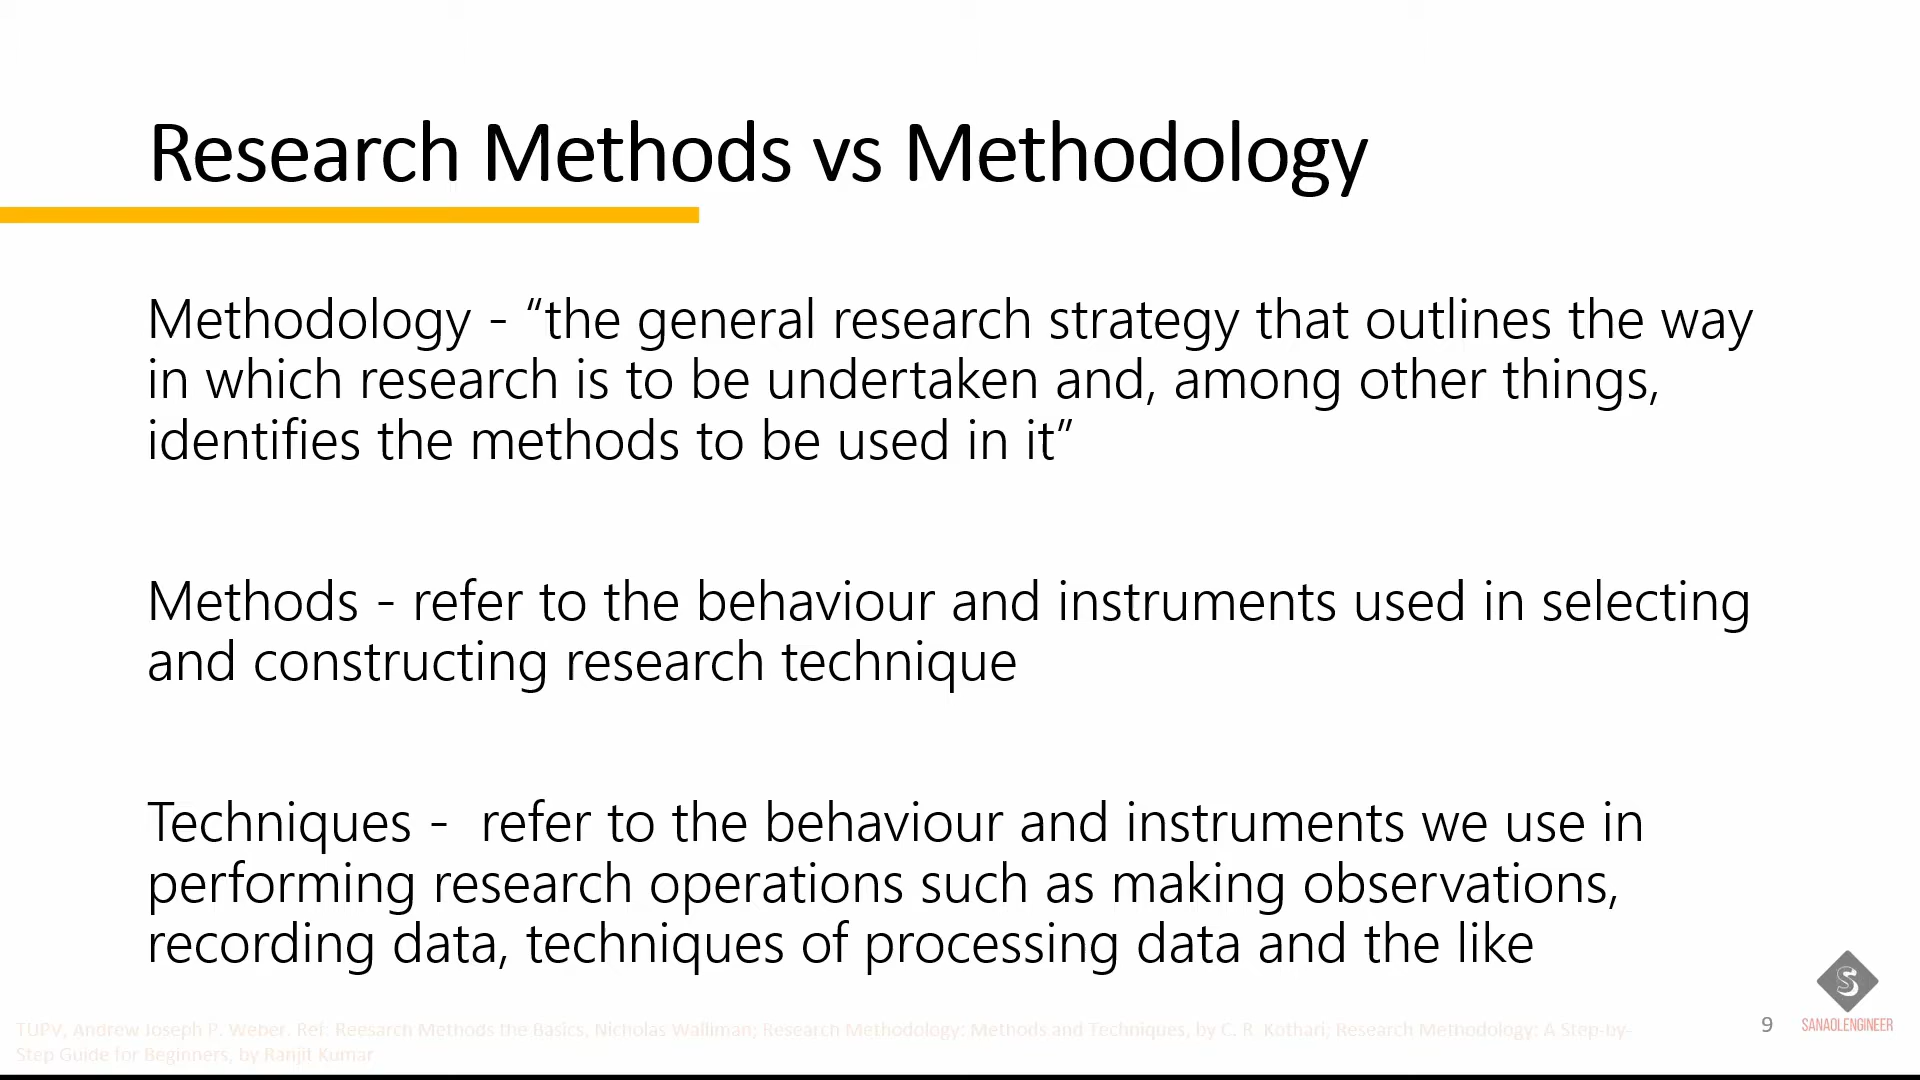 Research Methods vs Methodology
Methodology - “the general research strategy that outlines the way
in which research is to be undertaken and, among other things,
identifies the methods to be used in it”
Methods - refer to the behaviour and instruments used in selecting
and constructing research technique
Techniques -  refer to the behaviour and instruments we use in
performing research operations such as making observations,
recording data, techniques of processing data and the like
S
TUPV, Andrew Joseph P. Weber. Ref: Reesarch Methods the Basics, Nicholas Walliman; Research Methodology: Methods and Techniques, by C. R. Kothari; Research Methodology: A Step-by-
Step Guide for Beginners, by Ranjit Kumar
9
SANAOLENGINEER